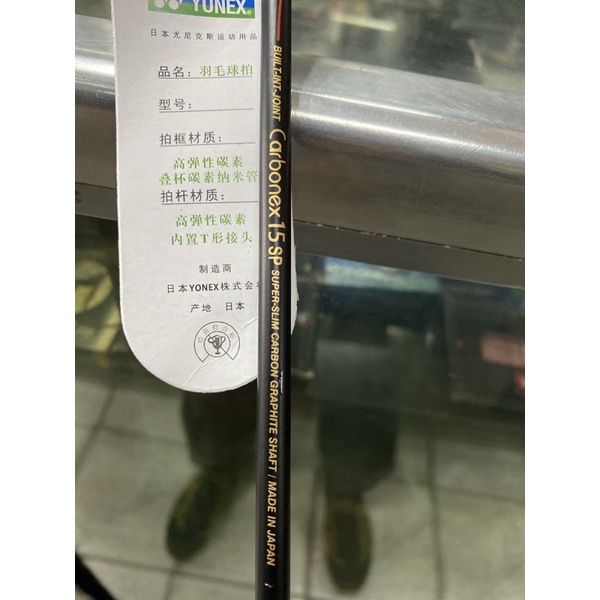 YONEX
日本尤尼克斯运动用品
品名：羽毛球拍
型号：
拍框材质：
高弹性碳素
叠杯碳素纳米管
拍杆材质：
高弹性碳素
内置T形接头
制造商
日本YONEX株式会
产地 日本
BUILT-INT-JOINT Carbonex 15 SP SUPER-SLIM CARBON GRAPHITE SHAFT / MADE IN JAPAN